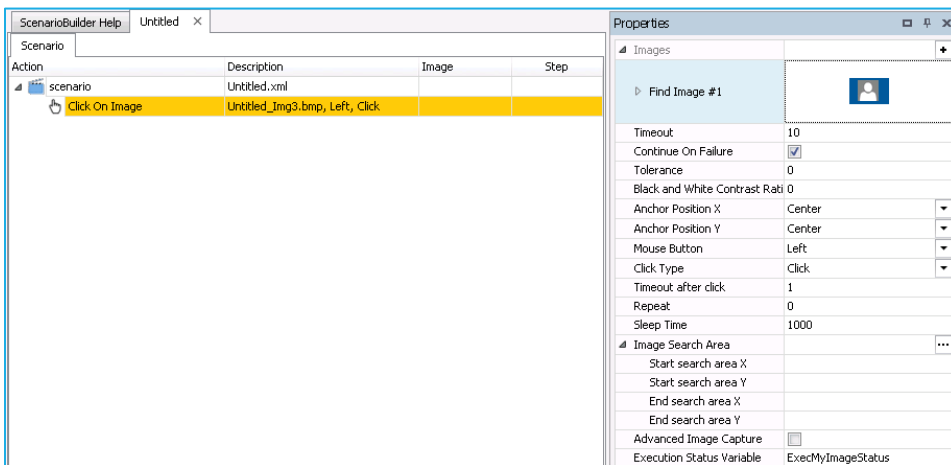 ScenarioBuilder Help Untitled
Scenario
Action Description Image Step
scenario Untitled.xml
Click On Image Untitled_Img3.bmp, Left, Click
Properties
Images
Find Image #1
Timeout 10
Continue On Failure
Tolerance 0
Black and White Contrast Rati 0
Anchor Position X Center
Anchor Position Y Center
Mouse Button Left
Click Type Click
Timeout after click 1
Repeat 0
Sleep Time 1000
Image Search Area ...
Start search area X
Start search area Y
End search area X
End search area Y
Advanced Image Capture
Execution Status Variable ExecMyImageStatus